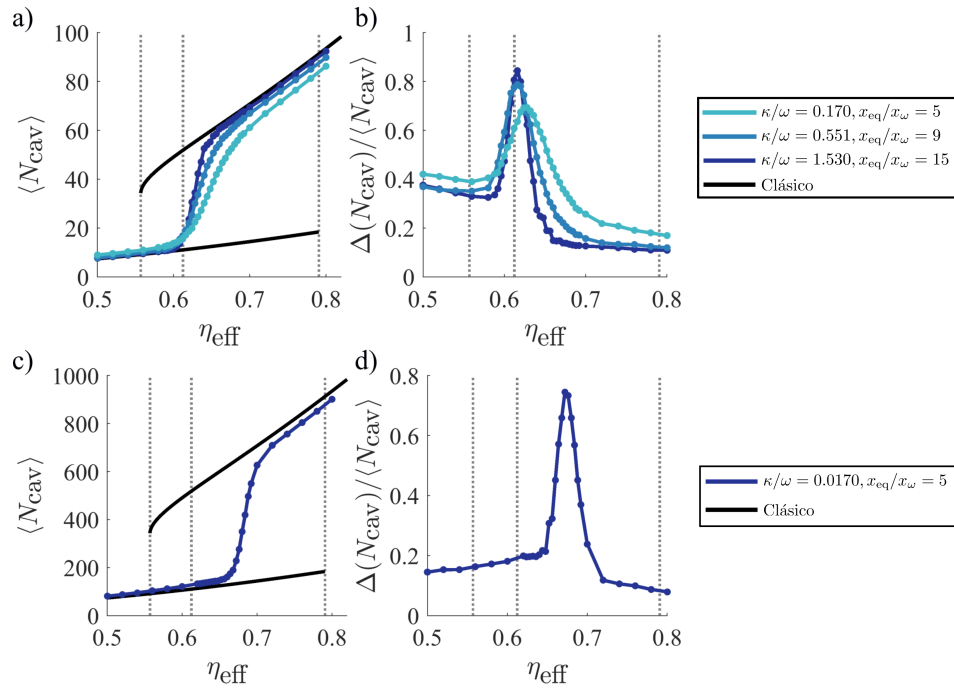 a)
b)
100
80
60
40
20
0
0.5
0.6
0.7
0.8
⟨N_cav⟩
η_eff
1
0.8
0.6
0.4
0.2
0
0.5
0.6
0.7
0.8
Δ(N_cav)/⟨N_cav⟩
η_eff
κ/ω = 0.170, x_eq/x_ω = 5
κ/ω = 0.551, x_eq/x_ω = 9
κ/ω = 1.530, x_eq/x_ω = 15
Clásico
c)
d)
1000
800
600
400
200
0
0.5
0.6
0.7
0.8
⟨N_cav⟩
η_eff
0.8
0.6
0.4
0.2
0
0.5
0.6
0.7
0.8
Δ(N_cav)/⟨N_cav⟩
η_eff
κ/ω = 0.0170, x_eq/x_ω = 5
Clásico